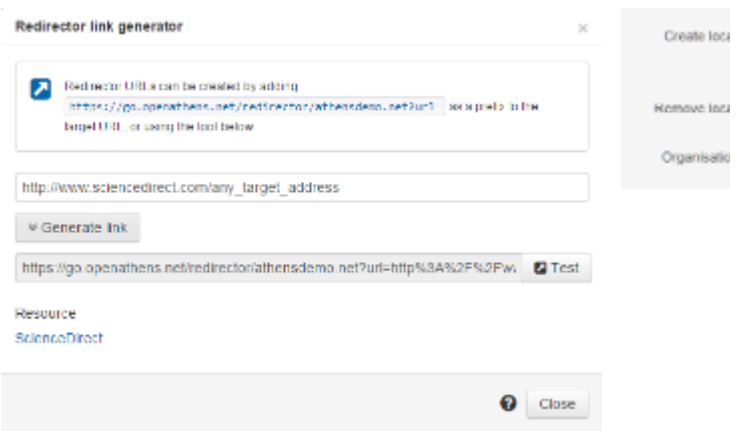 Redirector link generator
×
Redirector URLs can be created by adding
https://go.openathens.net/redirector/athensdemo.net?url as a prefix to the
target URL, or using the tool below
http://www.sciencedirect.com/any_target_address
Generate link
https://go.openathens.net/redirector/athensdemo.net?url=http%3A%2F%2Fw
Test
Resource
ScienceDirect
? Close
Create loca
Remove loca
Organisatio